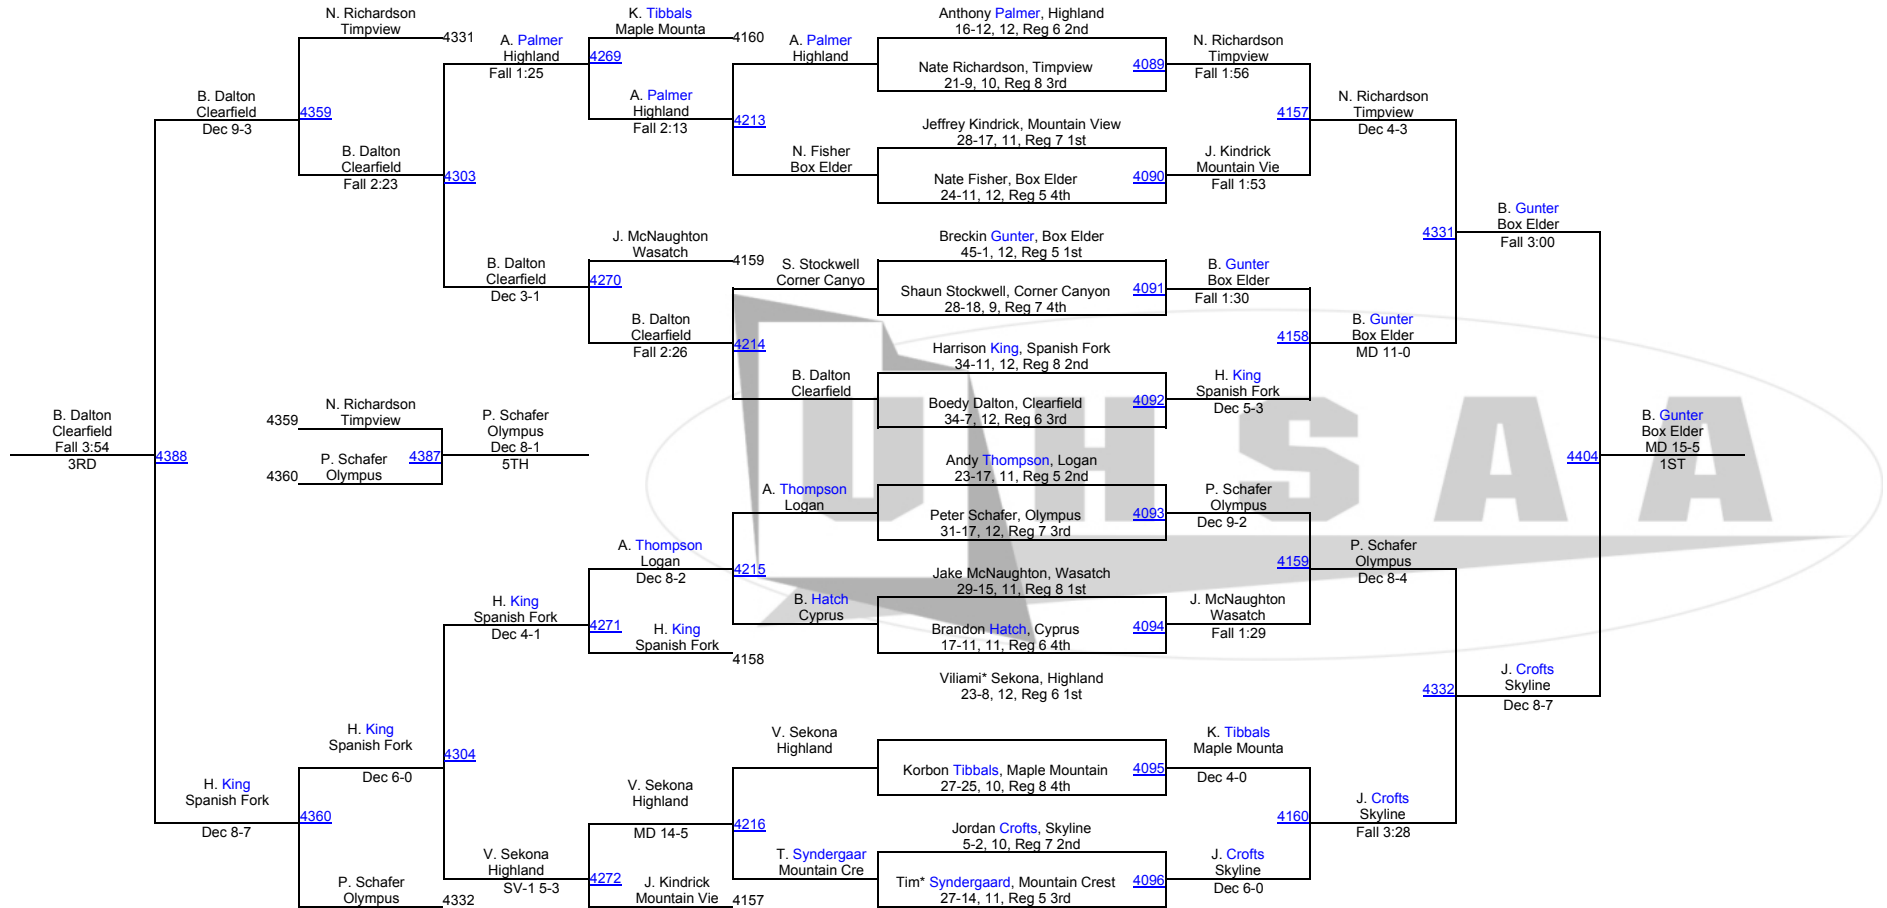 N. Richardson
Timpview
4331
B. Dalton
Clearfield
Dec 9-3
4359
B. Dalton
Clearfield
Fall 2:23
A. Palmer
Highland
Fall 1:25
4303
B. Dalton
Clearfield
Dec 3-1
K. Tibbals
Maple Mounta
4160
4269
A. Palmer
Highland
Fall 2:13
J. McNaughton
Wasatch
4159
4270
B. Dalton
Clearfield
Fall 2:26
A. Palmer
Highland
4213
N. Fisher
Box Elder
S. Stockwell
Corner Canyo
4214
B. Dalton
Clearfield
B. Dalton
Clearfield
Fall 3:54
3RD
4388
4359
N. Richardson
Timpview
4360
P. Schafer
Olympus
4387
P. Schafer
Olympus
Dec 8-1
5TH
A. Thompson
Logan
4215
B. Hatch
Cyprus
A. Thompson
Logan
Dec 8-2
4271
H. King
Spanish Fork
4158
H. King
Spanish Fork
Dec 4-1
4304
H. King
Spanish Fork
Dec 6-0
H. King
Spanish Fork
Dec 8-7
4360
P. Schafer
Olympus
4332
V. Sekona
Highland
SV-1 5-3
V. Sekona
Highland
MD 14-5
4272
J. Kindrick
Mountain Vie
4157
V. Sekona
Highland
4216
T. Syndergaar
Mountain Cre
Anthony Palmer, Highland
16-12, 12, Reg 6 2nd
Nate Richardson, Timpview
21-9, 10, Reg 8 3rd
4089
Jeffrey Kindrick, Mountain View
28-17, 11, Reg 7 1st
Nate Fisher, Box Elder
24-11, 12, Reg 5 4th
4090
Breckin Gunter, Box Elder
45-1, 12, Reg 5 1st
Shaun Stockwell, Corner Canyon
28-18, 9, Reg 7 4th
4091
Harrison King, Spanish Fork
34-11, 12, Reg 8 2nd
Boedy Dalton, Clearfield
34-7, 12, Reg 6 3rd
4092
Andy Thompson, Logan
23-17, 11, Reg 5 2nd
Peter Schafer, Olympus
31-17, 12, Reg 7 3rd
4093
Jake McNaughton, Wasatch
29-15, 11, Reg 8 1st
Brandon Hatch, Cyprus
17-11, 11, Reg 6 4th
4094
Viliami* Sekona, Highland
23-8, 12, Reg 6 1st
Korbon Tibbals, Maple Mountain
27-25, 10, Reg 8 4th
4095
Jordan Crofts, Skyline
5-2, 10, Reg 7 2nd
Tim* Syndergaard, Mountain Crest
27-14, 11, Reg 5 3rd
4096
N. Richardson
Timpview
Fall 1:56
4157
J. Kindrick
Mountain Vie
Fall 1:53
B. Gunter
Box Elder
Fall 1:30
4158
H. King
Spanish Fork
Dec 5-3
P. Schafer
Olympus
Dec 9-2
4159
J. McNaughton
Wasatch
Fall 1:29
K. Tibbals
Maple Mounta
Dec 4-0
4160
J. Crofts
Skyline
Dec 6-0
N. Richardson
Timpview
Dec 4-3
4331
B. Gunter
Box Elder
MD 11-0
P. Schafer
Olympus
Dec 8-4
4332
J. Crofts
Skyline
Fall 3:28
B. Gunter
Box Elder
Fall 3:00
4404
J. Crofts
Skyline
Dec 8-7
B. Gunter
Box Elder
MD 15-5
1ST
UHSAA